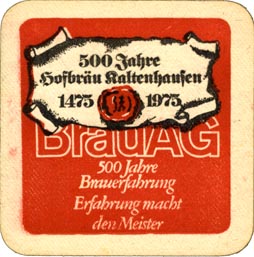 500 Jahre
Hofbräu Kaltenhausen
1475 1975
BrauAG
500 Jahre
Brauerfahrung
Erfahrung macht
den Meister